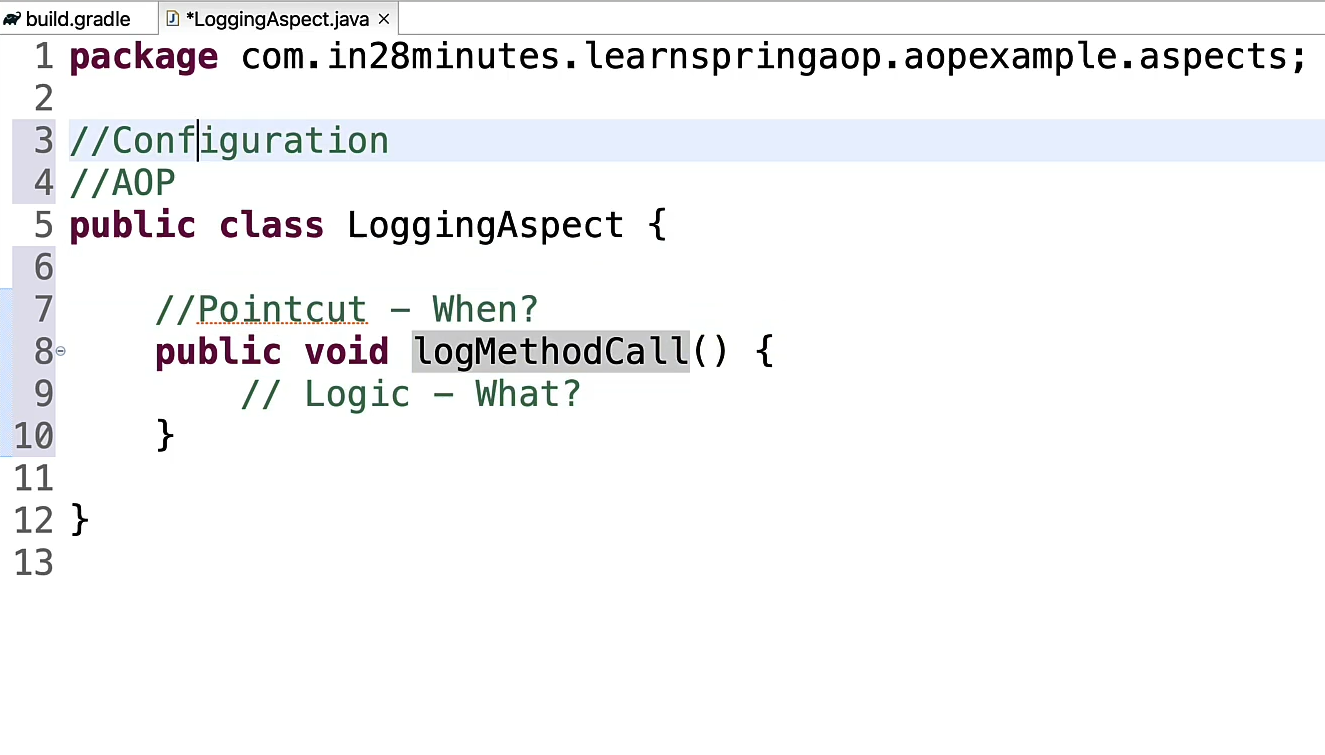 build.gradle *LoggingAspect.java
1 package com.in28minutes.learnspringaop.aopexample.aspects;
2
3 //Configuration
4 //AOP
5 public class LoggingAspect {
6
7     //Pointcut – When?
8     public void logMethodCall() {
9         // Logic – What?
10     }
11
12 }
13